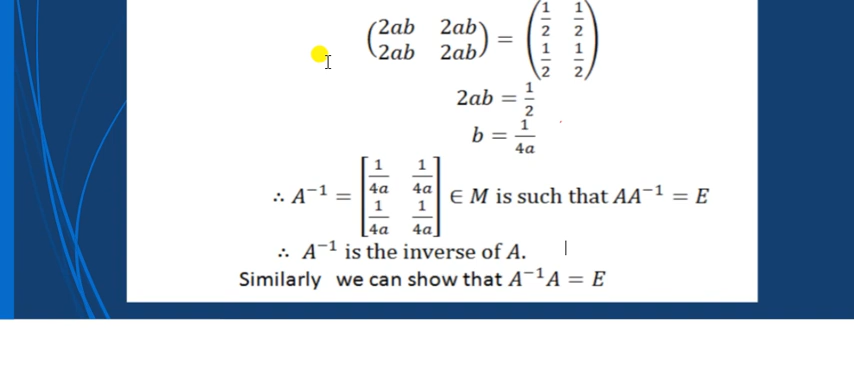 (2ab 2ab
2ab 2ab) = (1/2 1/2
1/2 1/2)
2ab = 1/2
b = 1/4a
∴ A⁻¹ = [1/4a 1/4a
1/4a 1/4a] ∈ M is such that AA⁻¹ = E
∴ A⁻¹ is the inverse of A.
Similarly we can show that A⁻¹A = E